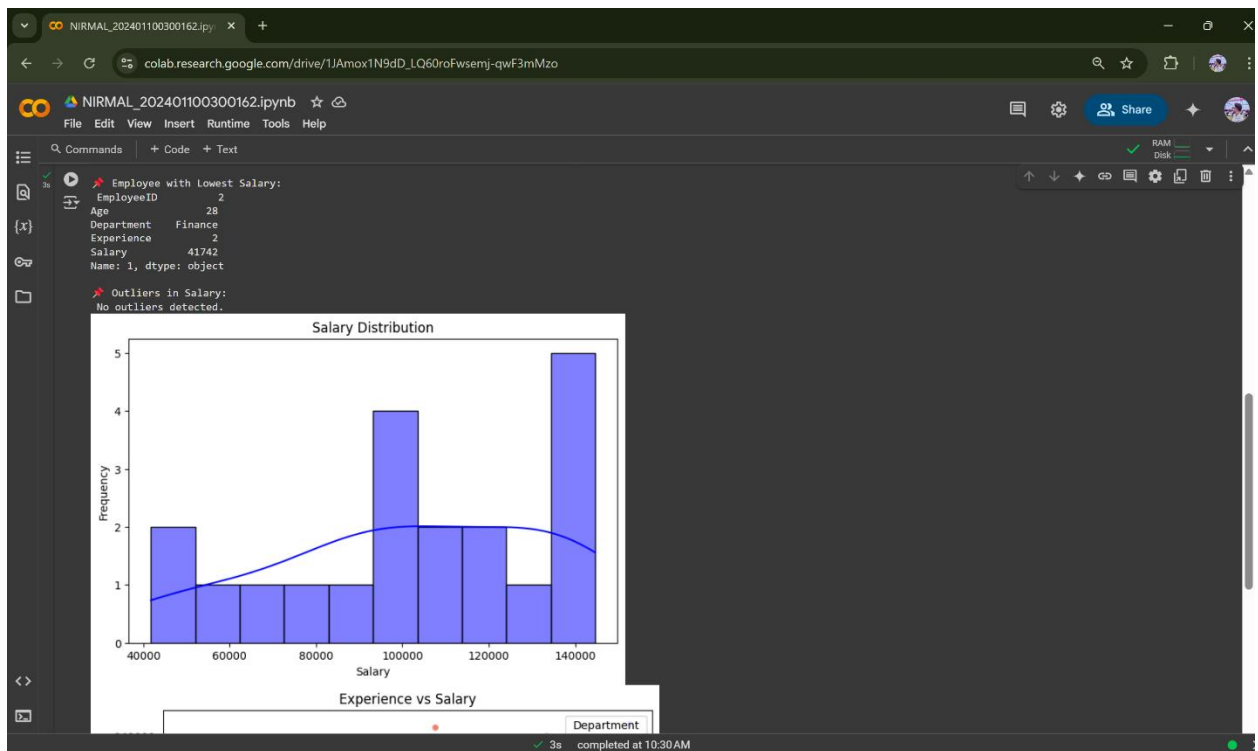 NIRMAL_202401100300162.ipy
colab.research.google.com/drive/1JAmox1N9dD_LQ60roFwsemj-qwF3mMzo
NIRMAL_202401100300162.ipynb
File Edit View Insert Runtime Tools Help
Share
Commands + Code + Text
RAM
Disk
3s
Employee with Lowest Salary:
EmployeeID 2
Age 28
Department Finance
Experience 2
Salary 41742
Name: 1, dtype: object
Outliers in Salary:
No outliers detected.
Salary Distribution
5
4
3
2
1
0
Frequency
40000 60000 80000 100000 120000 140000
Salary
Experience vs Salary
Department
3s completed at 10:30 AM